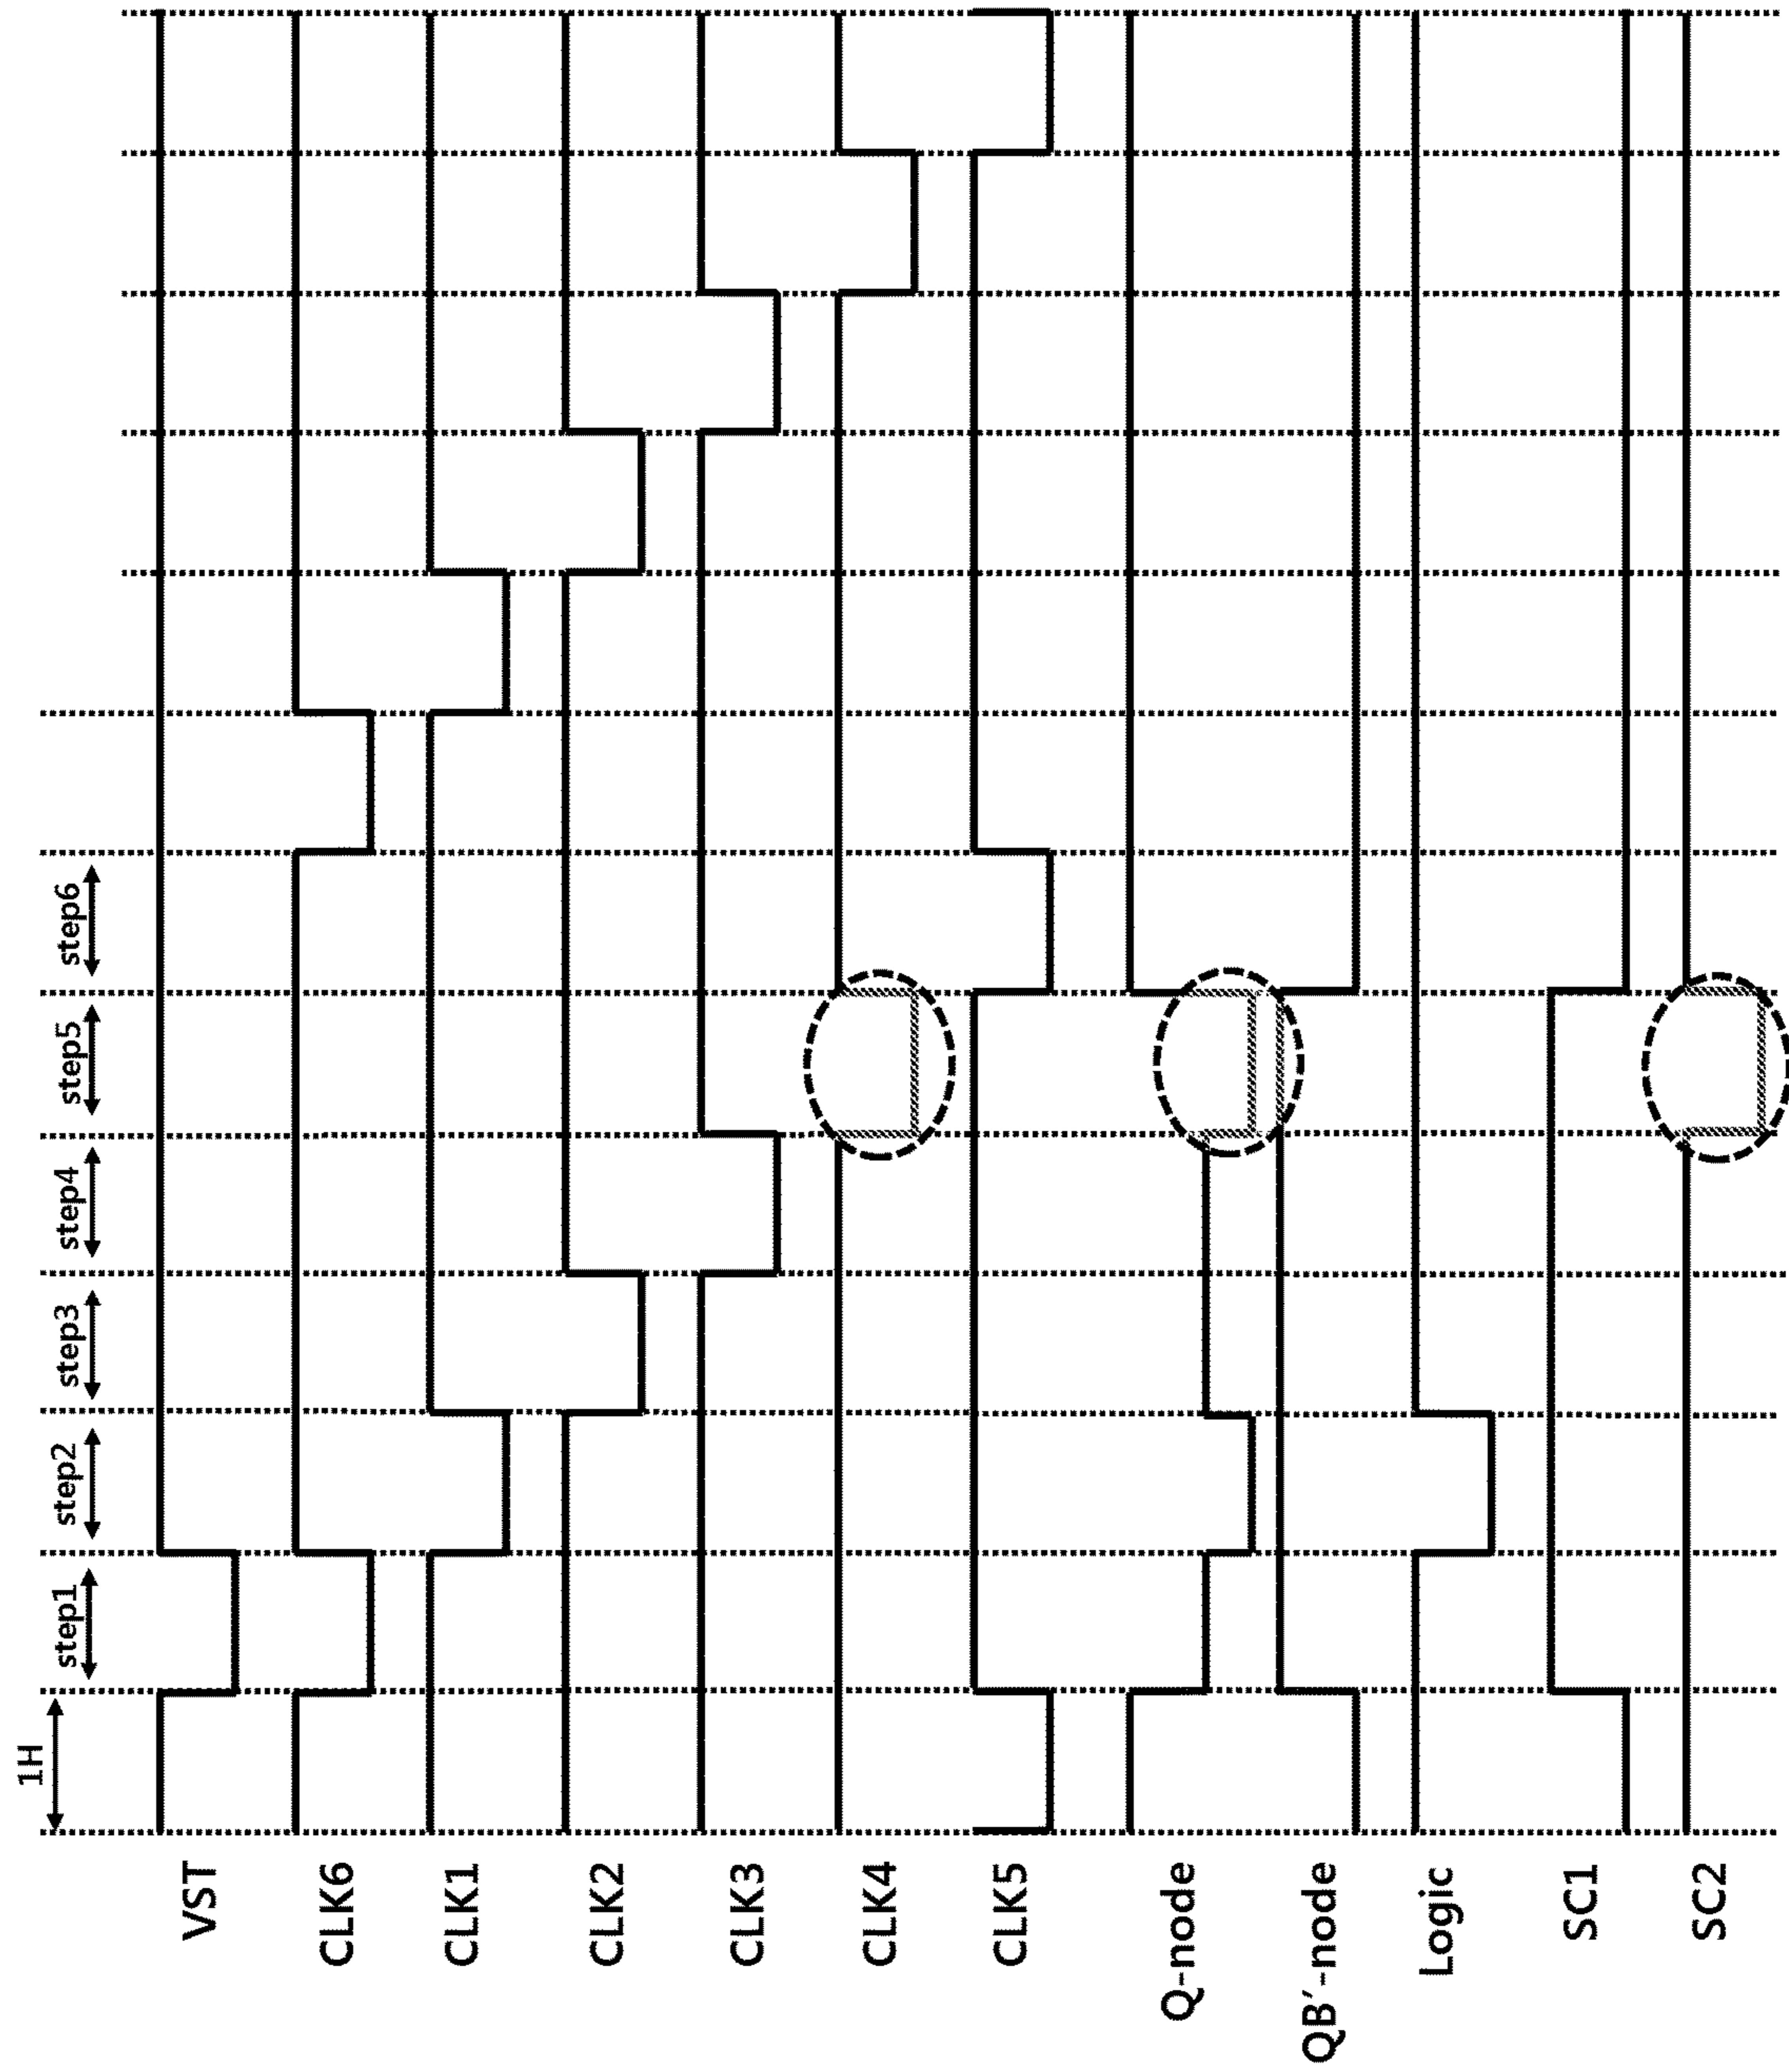 1H
step1
step2
step3
step4
step5
step6
VST
CLK6
CLK1
CLK2
CLK3
CLK4
CLK5
Q-node
QB′-node
Logic
SC1
SC2